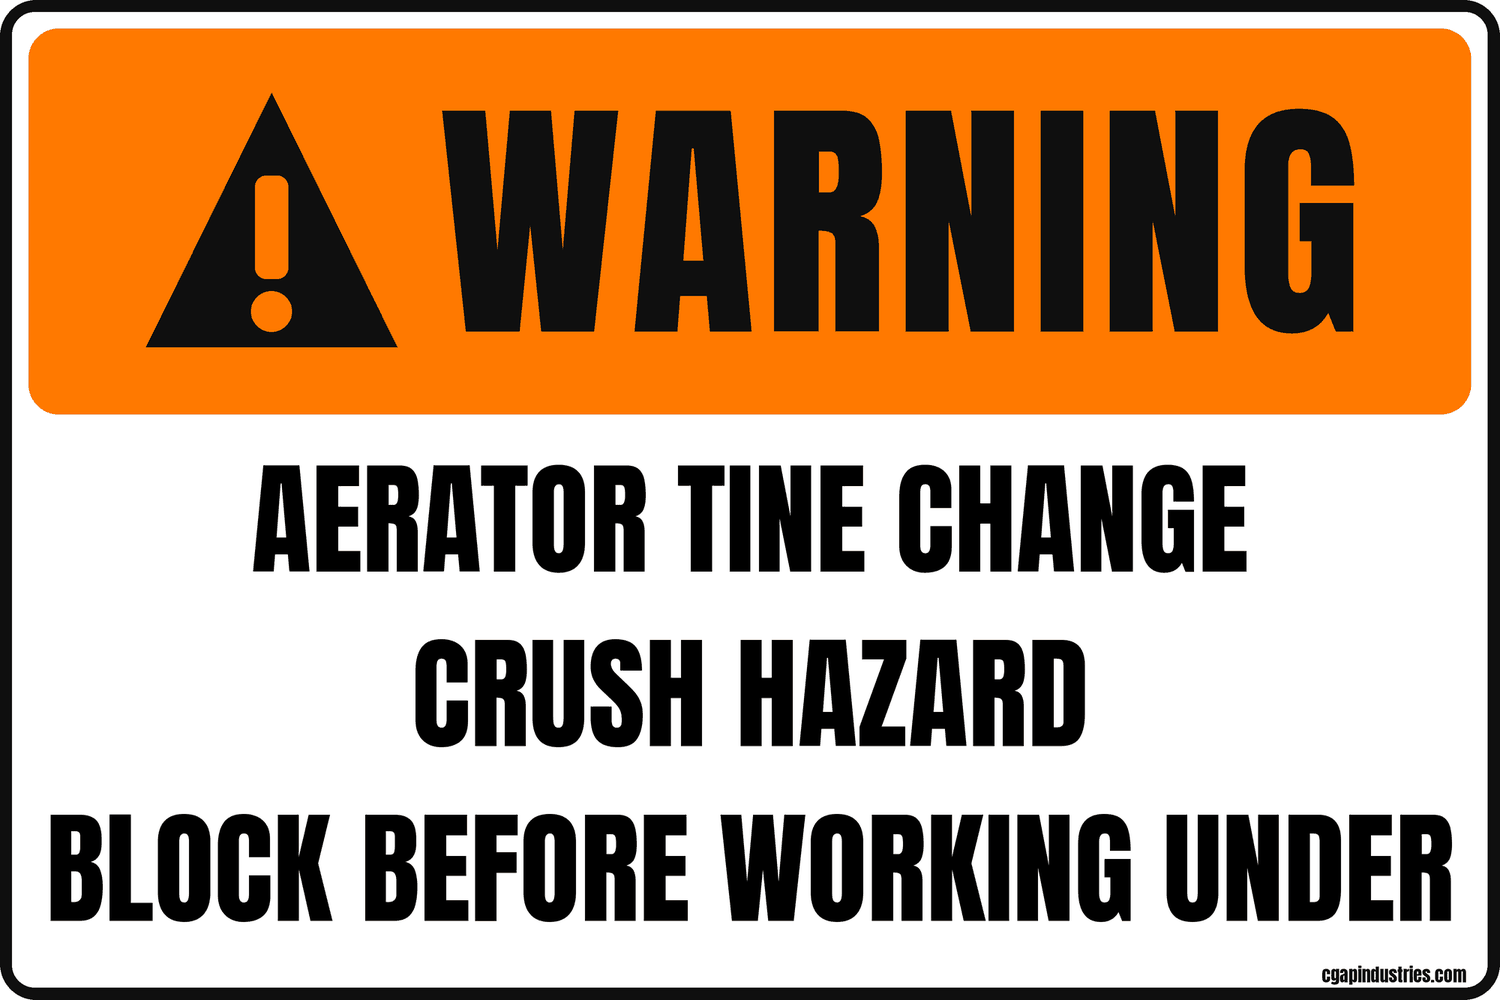 WARNING
AERATOR TINE CHANGE
CRUSH HAZARD
BLOCK BEFORE WORKING UNDER
cgapindustries.com